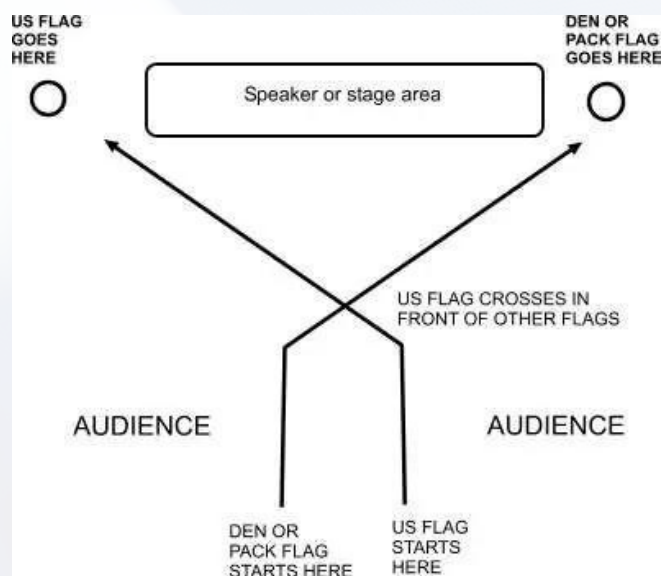 US FLAG
GOES
HERE
DEN OR
PACK FLAG
GOES HERE
Speaker or stage area
US FLAG CROSSES IN
FRONT OF OTHER FLAGS
AUDIENCE
AUDIENCE
DEN OR
PACK FLAG
STARTS HERE
US FLAG
STARTS
HERE